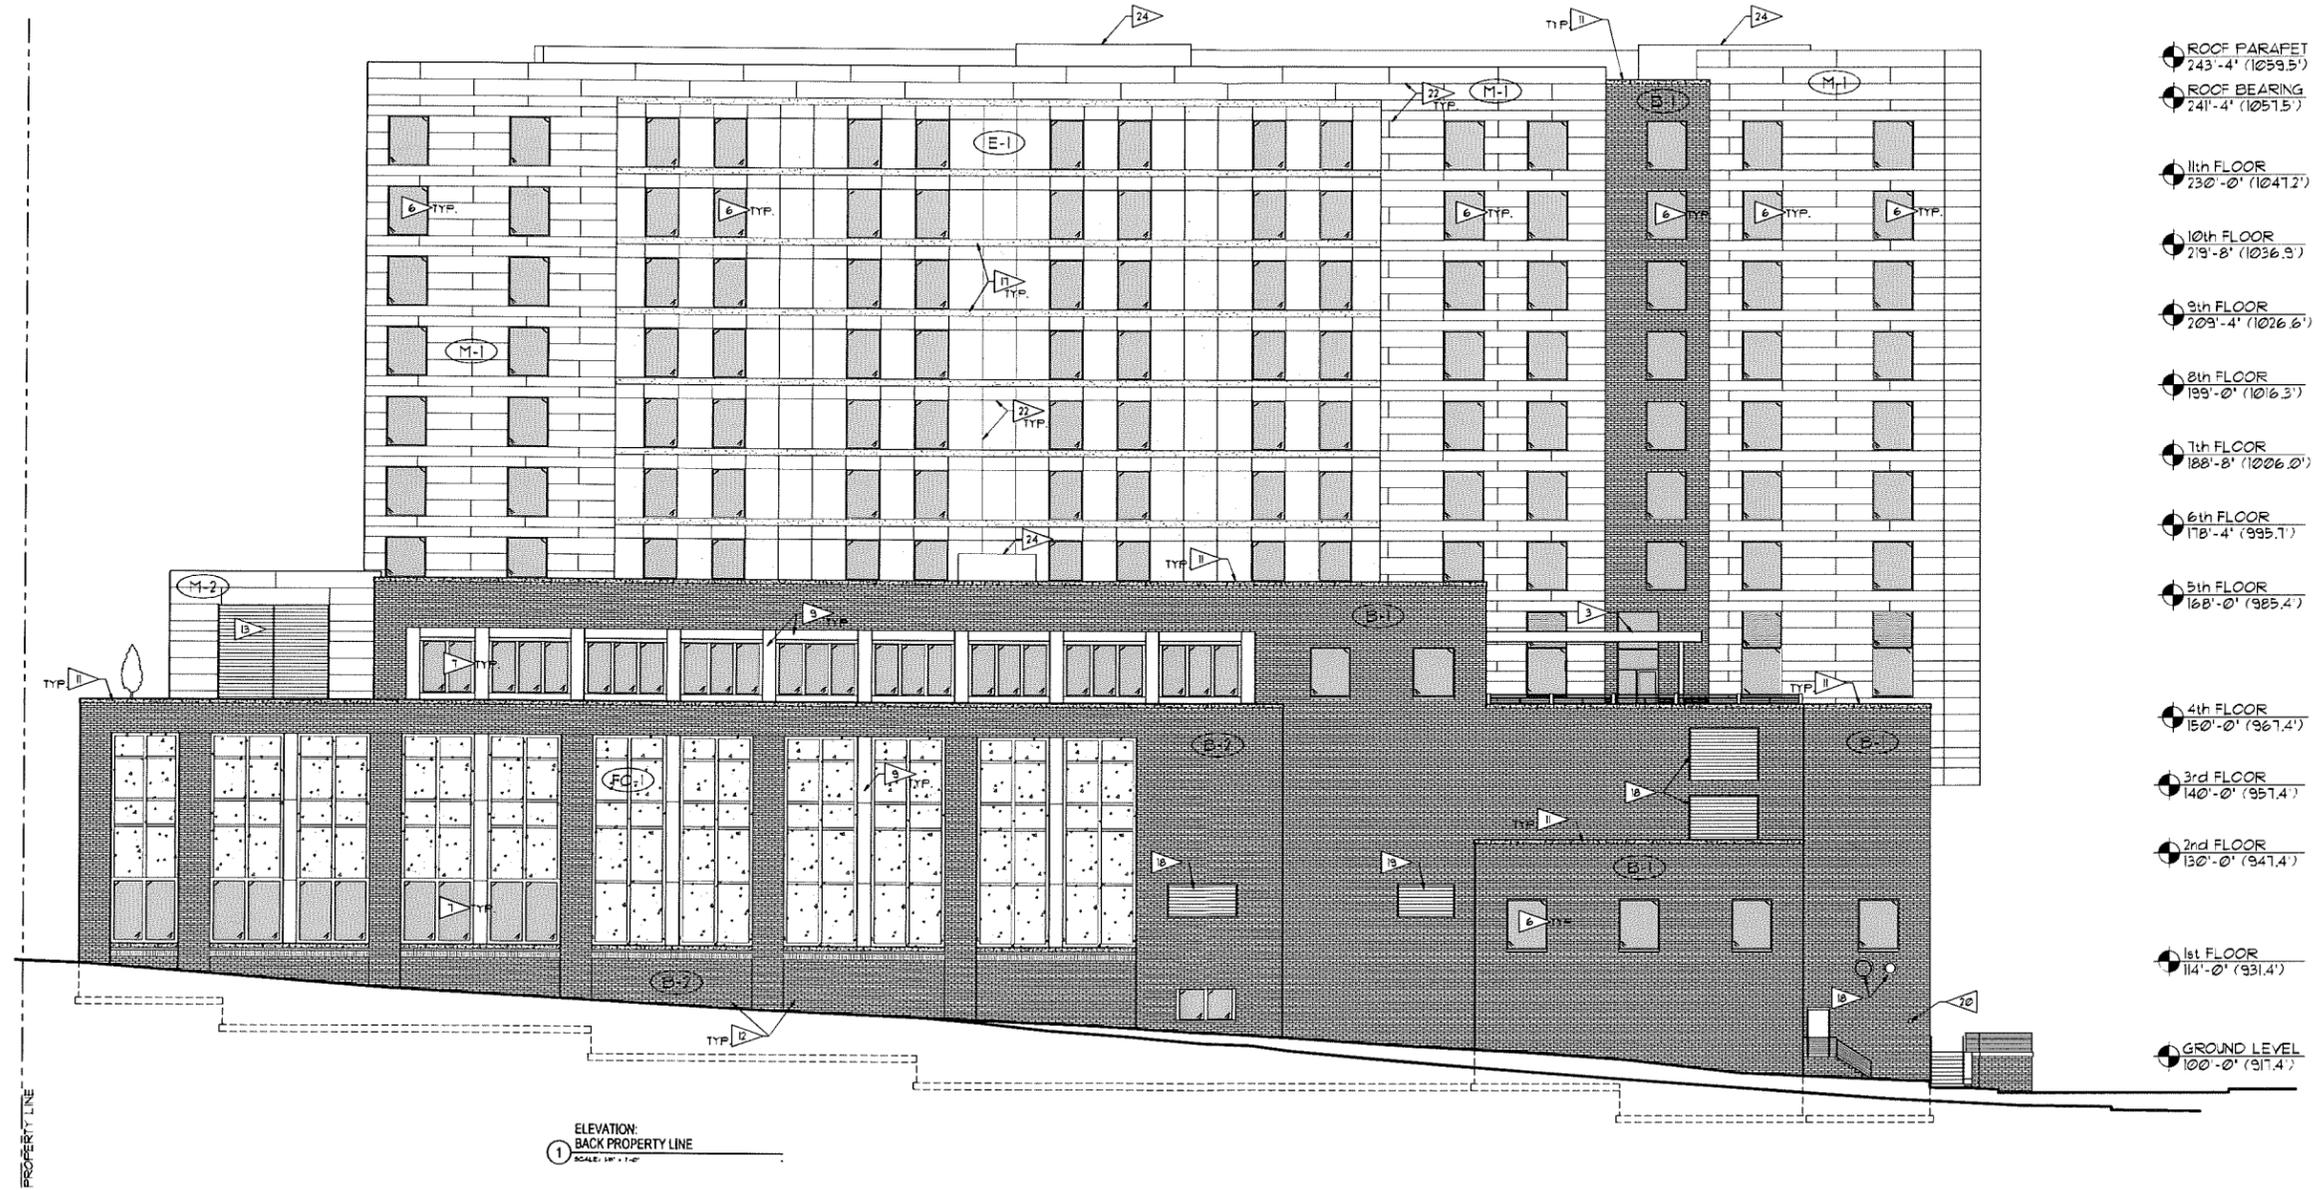 24
TYP. 11
24
ROOF PARAPET
243'-4" (1059.5')
M-1
M-1
22
TYP.
B-1
ROOF BEARING
241'-4" (1057.5')
E-1
11th FLOOR
230'-0" (1047.2')
6 TYP.
6 TYP.
6 TYP.
6 TYP.
6 TYP.
6 TYP.
10th FLOOR
219'-8" (1036.9')
17
TYP.
9th FLOOR
209'-4" (1026.6')
M-1
8th FLOOR
199'-0" (1016.3')
22
TYP.
7th FLOOR
188'-8" (1006.0')
6th FLOOR
178'-4" (995.7')
24
TYP. 11
M-2
5th FLOOR
168'-0" (985.4')
9
TYP.
B-1
3
13
7 TYP.
TYP. 11
TYP. 11
4th FLOOR
150'-0" (967.4')
B-2
FC-1
9
TYP.
3rd FLOOR
140'-0" (957.4')
18
TYP. 11
2nd FLOOR
130'-0" (947.4')
18
19
B-1
7 TYP.
6 TYP.
1st FLOOR
114'-0" (931.4')
B-2
18
20
TYP. 12
GROUND LEVEL
100'-0" (917.4')
PROPERTY LINE
ELEVATION:
1 BACK PROPERTY LINE